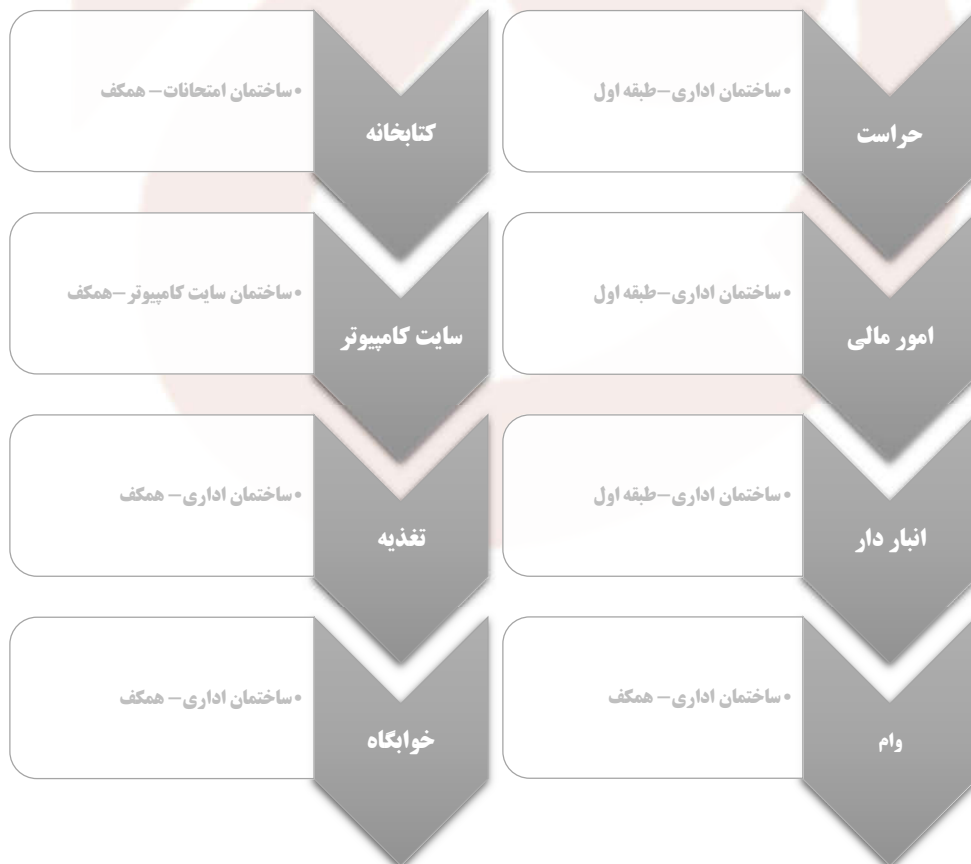 حراست
•ساختمان اداری-طبقه اول
امور مالی
•ساختمان اداری-طبقه اول
انبار دار
•ساختمان اداری-طبقه اول
وام
•ساختمان اداری- همکف
کتابخانه
•ساختمان امتحانات- همکف
سایت کامپیوتر
•ساختمان سایت کامپیوتر-همکف
تغذیه
•ساختمان اداری- همکف
خوابگاه
•ساختمان اداری- همکف